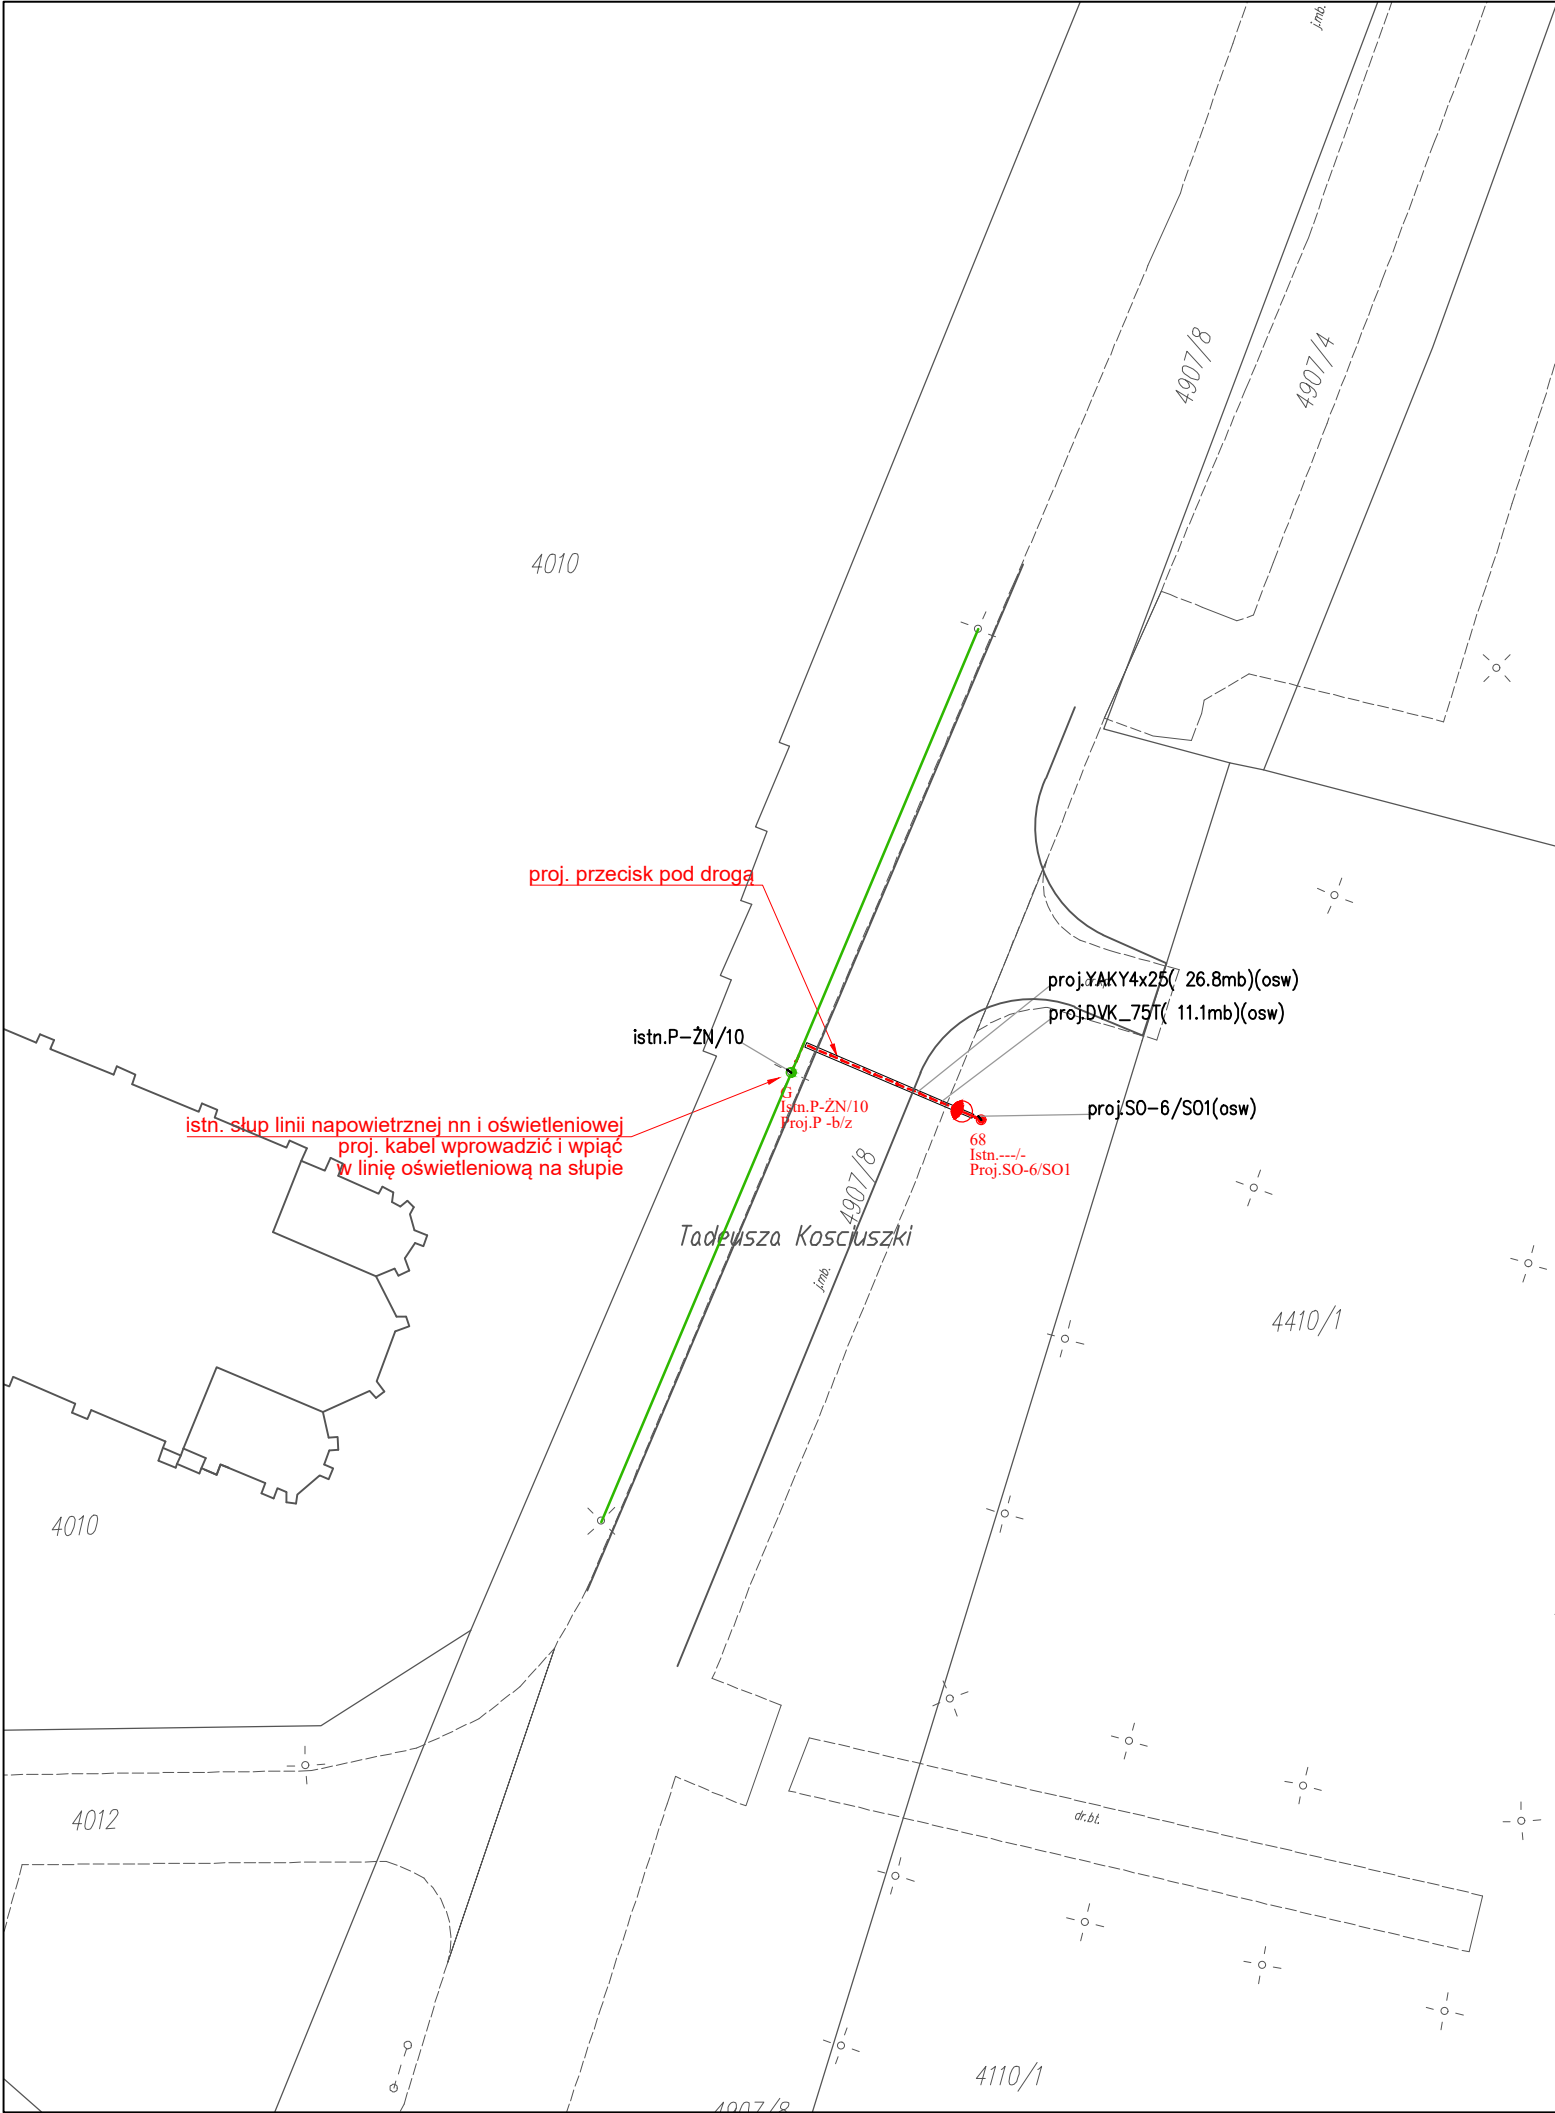 j.mb.
4907/8
4907/4
4010
proj. przecisk pod drogą
proj.YAKY4x25( 26.8mb)(osw)
proj.DVK_75T( 11.1mb)(osw)
istn.P-ŻN/10
G
Istn.P-ŻN/10
Proj.P -b/z
proj.SO-6/SO1(osw)
istn. słup linii napowietrznej nn i oświetleniowej
proj. kabel wprowadzić i wpiąć
w linię oświetleniową na słupie
68
Istn.---/-
Proj.SO-6/SO1
4907/8
Tadeusza Kosciuszki
j.mb.
4410/1
4010
4012
dr.bt.
4110/1
4907/8